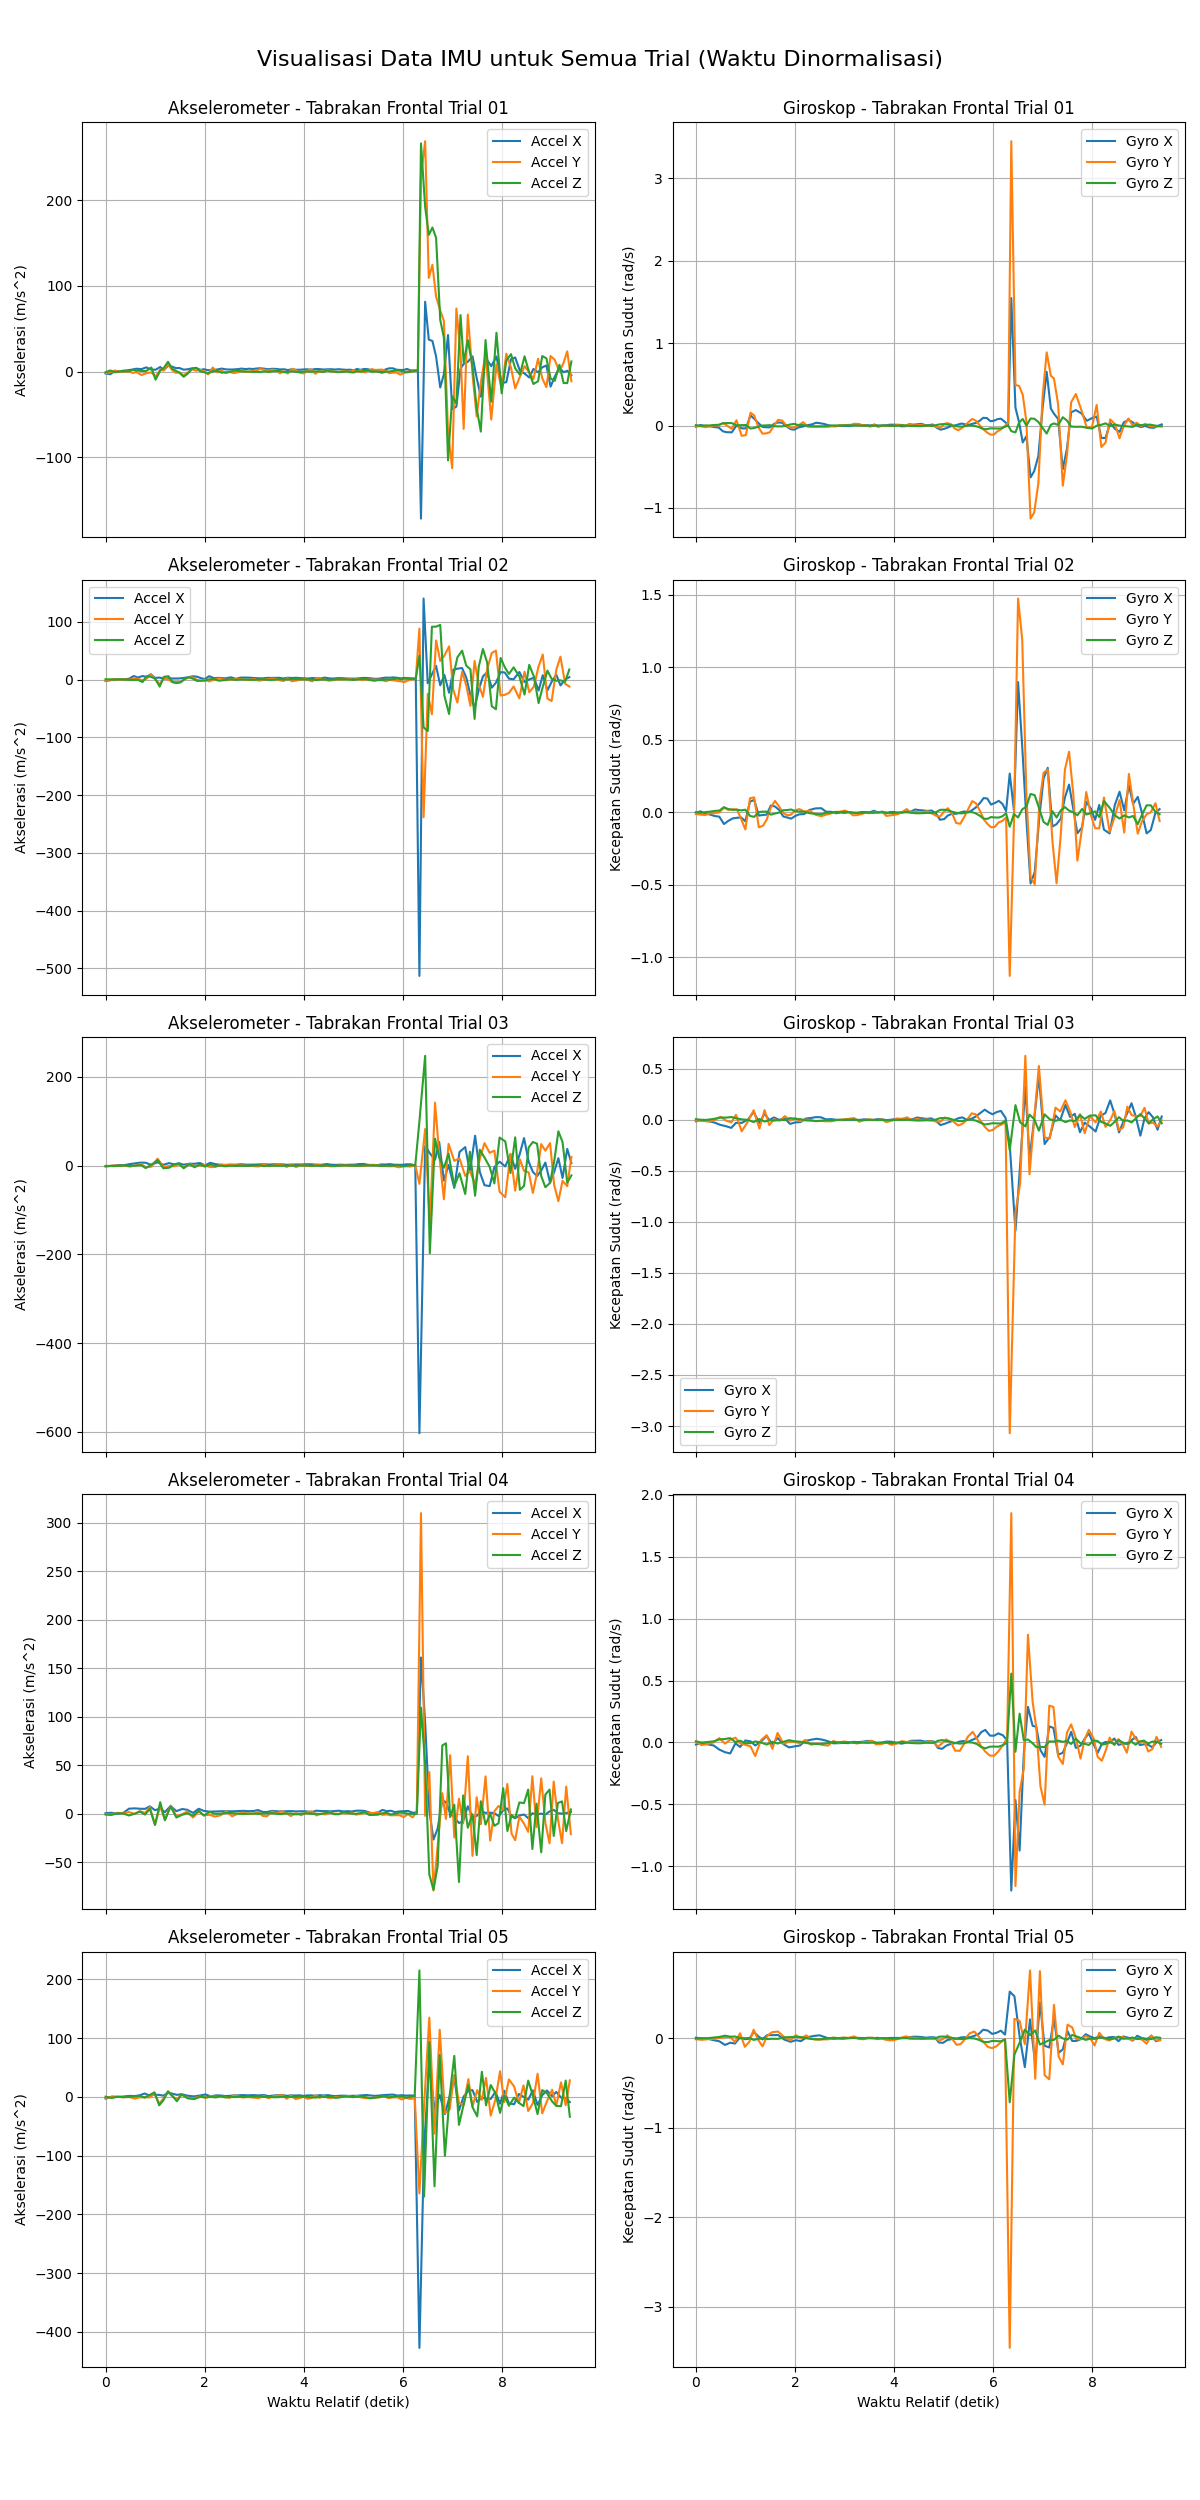 Visualisasi Data IMU untuk Semua Trial (Waktu Dinormalisasi)
Akselerometer - Tabrakan Frontal Trial 01
Akselerasi (m/s^2)
200
100
0
−100
Accel X
Accel Y
Accel Z
Giroskop - Tabrakan Frontal Trial 01
Kecepatan Sudut (rad/s)
3
2
1
0
−1
Gyro X
Gyro Y
Gyro Z
Akselerometer - Tabrakan Frontal Trial 02
Akselerasi (m/s^2)
100
0
−100
−200
−300
−400
−500
Accel X
Accel Y
Accel Z
Giroskop - Tabrakan Frontal Trial 02
Kecepatan Sudut (rad/s)
1.5
1.0
0.5
0.0
−0.5
−1.0
Gyro X
Gyro Y
Gyro Z
Akselerometer - Tabrakan Frontal Trial 03
Akselerasi (m/s^2)
200
0
−200
−400
−600
Accel X
Accel Y
Accel Z
Giroskop - Tabrakan Frontal Trial 03
Kecepatan Sudut (rad/s)
0.5
0.0
−0.5
−1.0
−1.5
−2.0
−2.5
−3.0
Gyro X
Gyro Y
Gyro Z
Akselerometer - Tabrakan Frontal Trial 04
Akselerasi (m/s^2)
300
250
200
150
100
50
0
−50
Accel X
Accel Y
Accel Z
Giroskop - Tabrakan Frontal Trial 04
Kecepatan Sudut (rad/s)
2.0
1.5
1.0
0.5
0.0
−0.5
−1.0
Gyro X
Gyro Y
Gyro Z
Akselerometer - Tabrakan Frontal Trial 05
Akselerasi (m/s^2)
200
100
0
−100
−200
−300
−400
Accel X
Accel Y
Accel Z
0 2 4 6 8
Waktu Relatif (detik)
Giroskop - Tabrakan Frontal Trial 05
Kecepatan Sudut (rad/s)
0
−1
−2
−3
Gyro X
Gyro Y
Gyro Z
0 2 4 6 8
Waktu Relatif (detik)